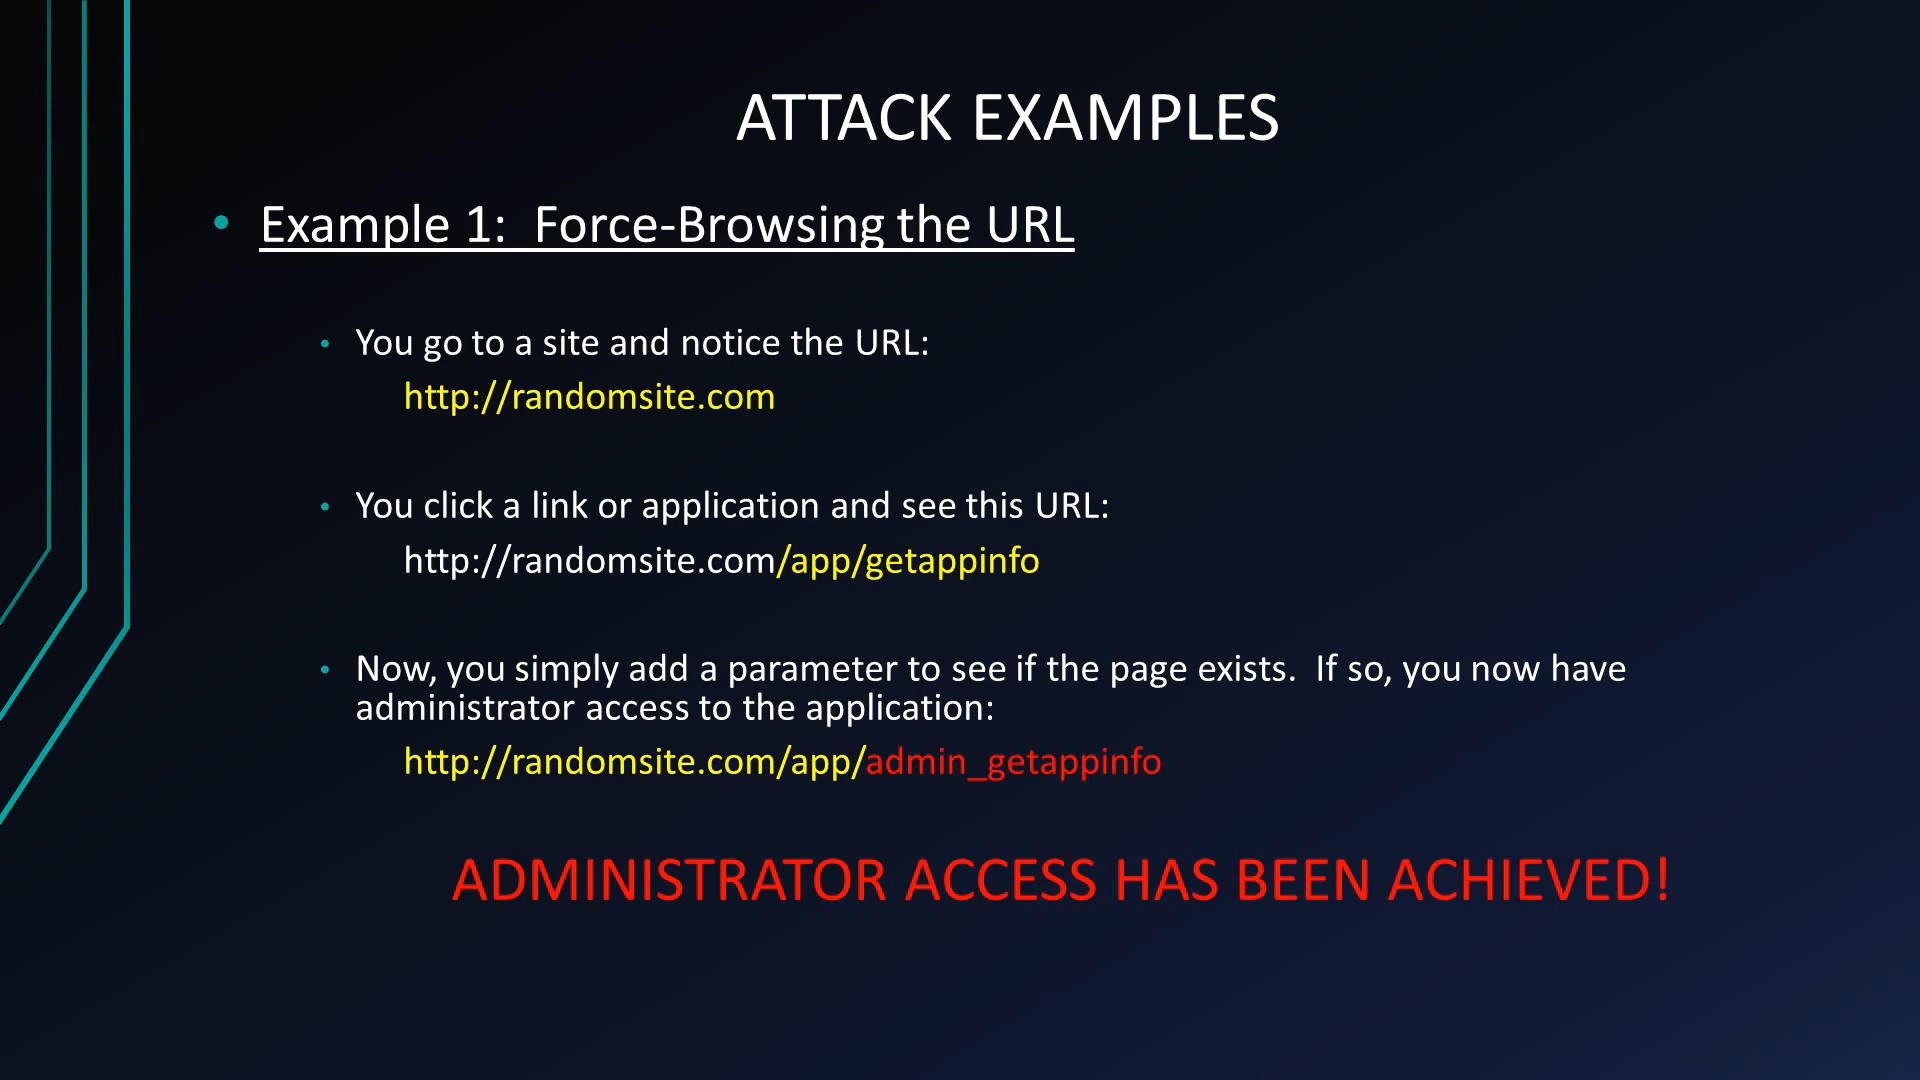 ATTACK EXAMPLES
• Example 1:  Force-Browsing the URL
• You go to a site and notice the URL:
http://randomsite.com
• You click a link or application and see this URL:
http://randomsite.com/app/getappinfo
• Now, you simply add a parameter to see if the page exists.  If so, you now have
administrator access to the application:
http://randomsite.com/app/admin_getappinfo
ADMINISTRATOR ACCESS HAS BEEN ACHIEVED!